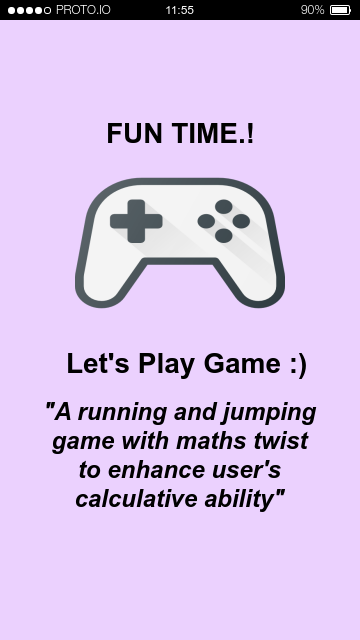 PROTO.IO 11:55 90%
FUN TIME.!
Let's Play Game :)
"A running and jumping
game with maths twist
to enhance user's
calculative ability"